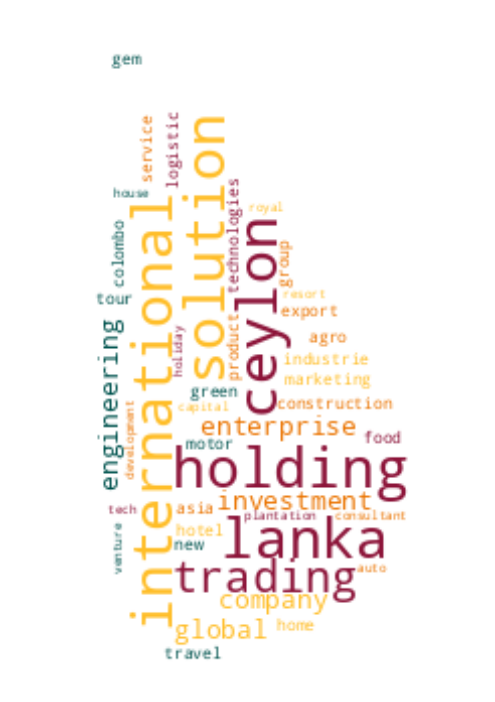 gem
service
logistic
solution
house
technologies
international
royal
colombo
ceylon
group
tour
resort
export
product
engineering
holiday
agro
industrie
marketing
green
capital
development
construction
enterprise
motor
food
holding
investment
tech
asia
plantation
consultant
venture
hotel
new
lanka
trading
auto
company
global
home
travel